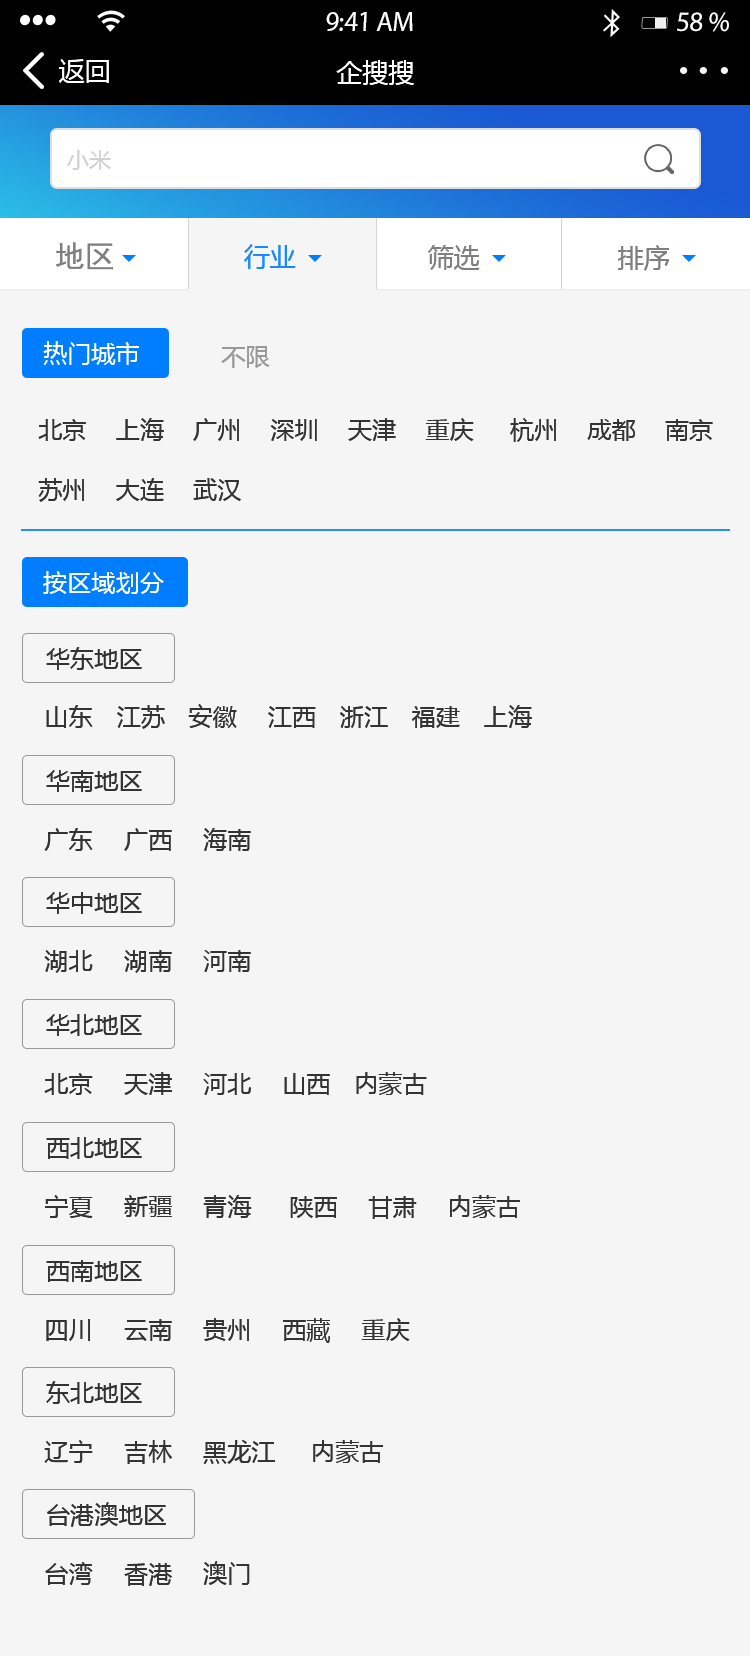 9:41 AM 58 %
返回 企搜搜
小米
地区 行业 筛选 排序
热门城市 不限
北京 上海 广州 深圳 天津 重庆 杭州 成都 南京
苏州 大连 武汉
按区域划分
华东地区
山东 江苏 安徽 江西 浙江 福建 上海
华南地区
广东 广西 海南
华中地区
湖北 湖南 河南
华北地区
北京 天津 河北 山西 内蒙古
西北地区
宁夏 新疆 青海 陕西 甘肃 内蒙古
西南地区
四川 云南 贵州 西藏 重庆
东北地区
辽宁 吉林 黑龙江 内蒙古
台港澳地区
台湾 香港 澳门